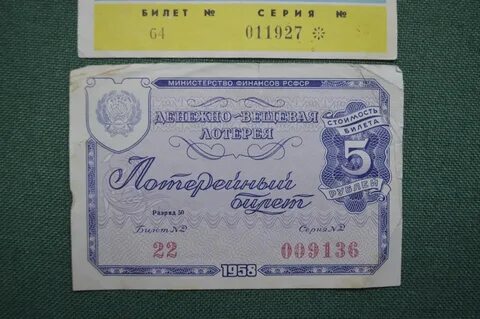 БИЛЕТ № СЕРИЯ №
64 011927 *
МИНИСТЕРСТВО ФИНАНСОВ РСФСР
ДЕНЕЖНО-ВЕЩЕВАЯ
ЛОТЕРЕЯ
СТОИМОСТЬ
БИЛЕТА
5
РУБЛЕЙ
Лотерейный
билет
Разряд 50
Билет № Серия №
22 009136
1958